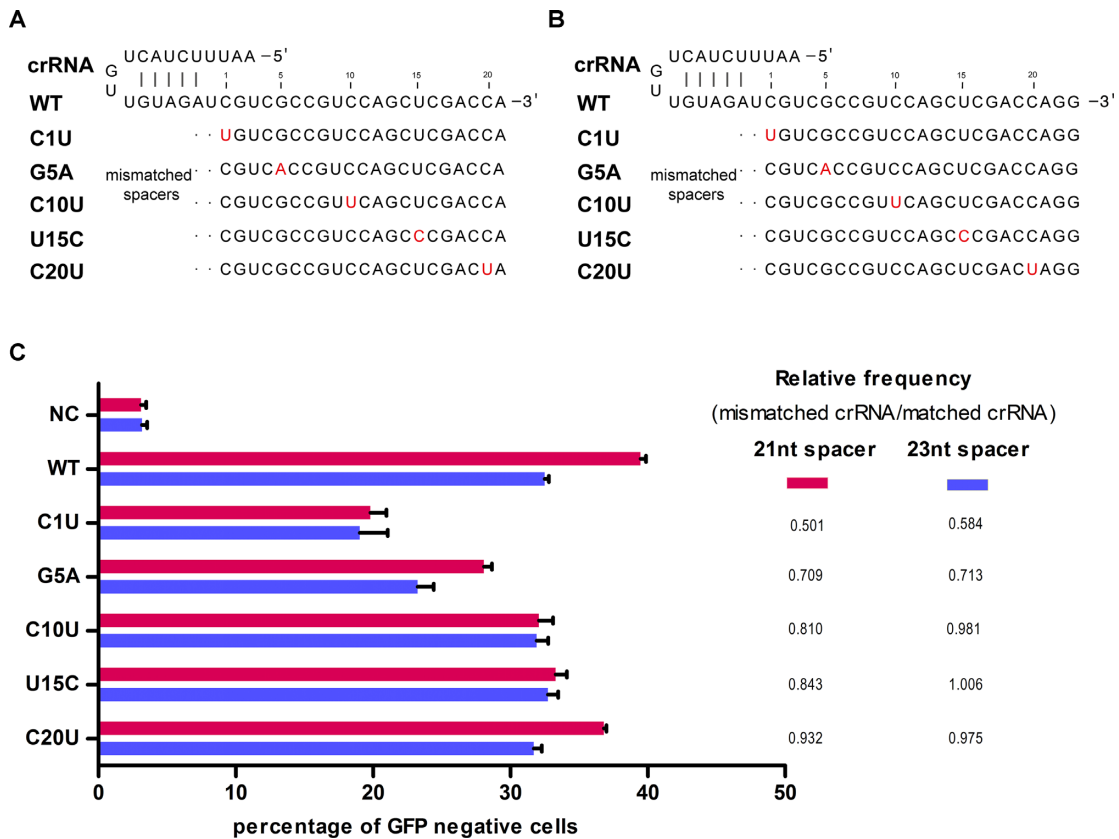 A
UCAUCUUUAA –5'
crRNA
G
U
1 5 10 15 20
WT
UGUAGAUCGUCGCCGUCCAGCUCGACCA –3'
C1U
·· UGUCGCCGUCCAGCUCGACCA
G5A
mismatched spacers
·· CGUCACCGUCCAGCUCGACCA
C10U
·· CGUCGCCGUUCAGCUCGACCA
U15C
·· CGUCGCCGUCCAGCCCGACCA
C20U
·· CGUCGCCGUCCAGCUCGACUA
B
UCAUCUUUAA –5'
crRNA
G
U
1 5 10 15 20
WT
UGUAGAUCGUCGCCGUCCAGCUCGACCAGG –3'
C1U
·· UGUCGCCGUCCAGCUCGACCAGG
G5A
mismatched spacers
·· CGUCACCGUCCAGCUCGACCAGG
C10U
·· CGUCGCCGUUCAGCUCGACCAGG
U15C
·· CGUCGCCGUCCAGCCCGACCAGG
C20U
·· CGUCGCCGUCCAGCUCGACUAGG
C
NC
WT
C1U
G5A
C10U
U15C
C20U
0 10 20 30 40 50
percentage of GFP negative cells
Relative frequency
(mismatched crRNA/matched crRNA)
21nt spacer 23nt spacer
0.501 0.584
0.709 0.713
0.810 0.981
0.843 1.006
0.932 0.975